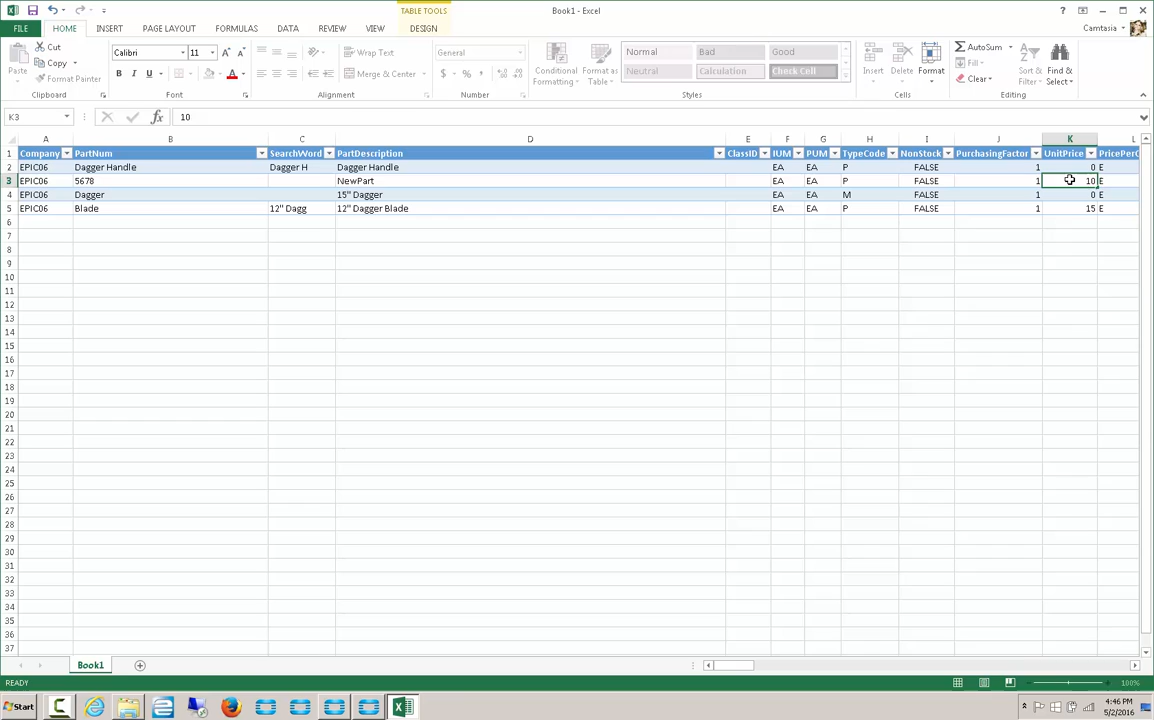 TABLE TOOLS
Book1 - Excel
FILE HOME INSERT PAGE LAYOUT FORMULAS DATA REVIEW VIEW DESIGN Camtasia
Cut
Copy
Format Painter
Paste
Clipboard
Calibri 11
B I U
Font
Wrap Text
Merge & Center
Alignment
General
$ % ,
Number
Conditional Formatting
Format as Table
Normal Bad Good
Neutral Calculation Check Cell
Styles
Insert Delete Format
Cells
AutoSum
Fill
Clear
Sort & Filter
Find & Select
Editing
K3 fx 10
A B C D E F G H I J K L
1 Company PartNum SearchWord PartDescription ClassID IUM PUM TypeCode NonStock PurchasingFactor UnitPrice PricePerC
2 EPIC06 Dagger Handle Dagger H Dagger Handle EA EA P FALSE 1 0 E
3 EPIC06 5678 NewPart EA EA P FALSE 1 10 E
4 EPIC06 Dagger 15" Dagger EA EA M FALSE 1 0 E
5 EPIC06 Blade 12" Dagg 12" Dagger Blade EA EA P FALSE 1 15 E
6
7
8
9
10
11
12
13
14
15
16
17
18
19
20
21
22
23
24
25
26
27
28
29
30
31
32
33
34
35
36
37
Book1
READY 100%
Start 4:46 PM
5/2/2016